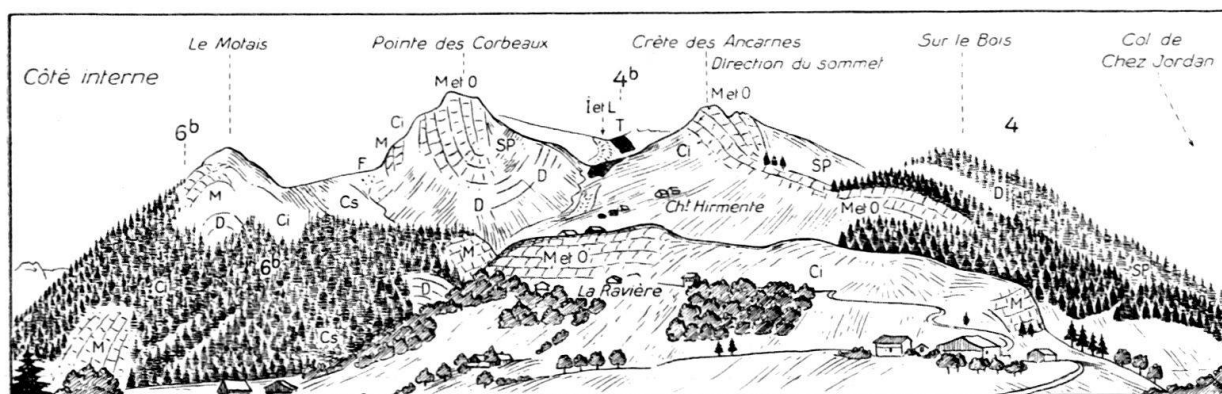 Le Motais
Pointe des Corbeaux
Crête des Ancarnes
Direction du sommet
Sur le Bois
Col de
Chez Jordan
Côté interne
6b
M et O
4b
i et L
T
M et O
4
Ci
M
F
SP
D
Ci
SP
D
M
D
Ci
Cs
D
Cht Hirmente
M et O
6b
M
M et O
Ci
SP
Ci
D
La Ravière
M
M
Cs